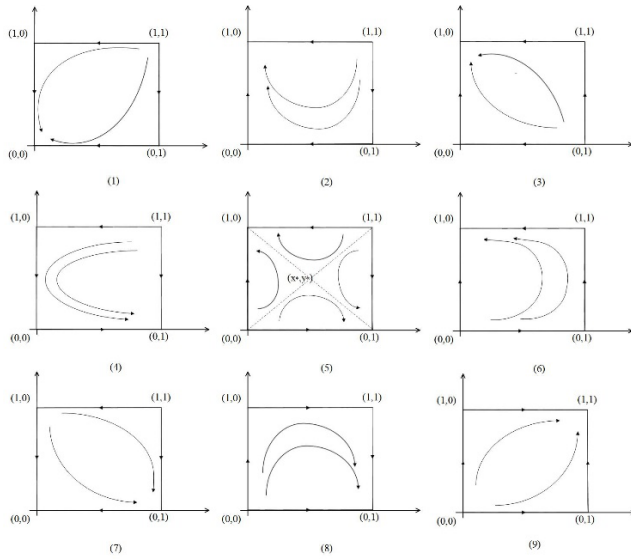 (1,0) (1,1) (1,0) (1,1) (1,0) (1,1)
(0,0) (0,1) (0,0) (0,1) (0,0) (0,1)
(1) (2) (3)
(1,0) (1,1) (1,0) (1,1) (1,0) (1,1)
(x*,y*)
(0,0) (0,1) (0,0) (0,1) (0,0) (0,1)
(4) (5) (6)
(1,0) (1,1) (1,0) (1,1) (1,0) (1,1)
(0,0) (0,1) (0,0) (0,1) (0,0) (0,1)
(7) (8) (9)